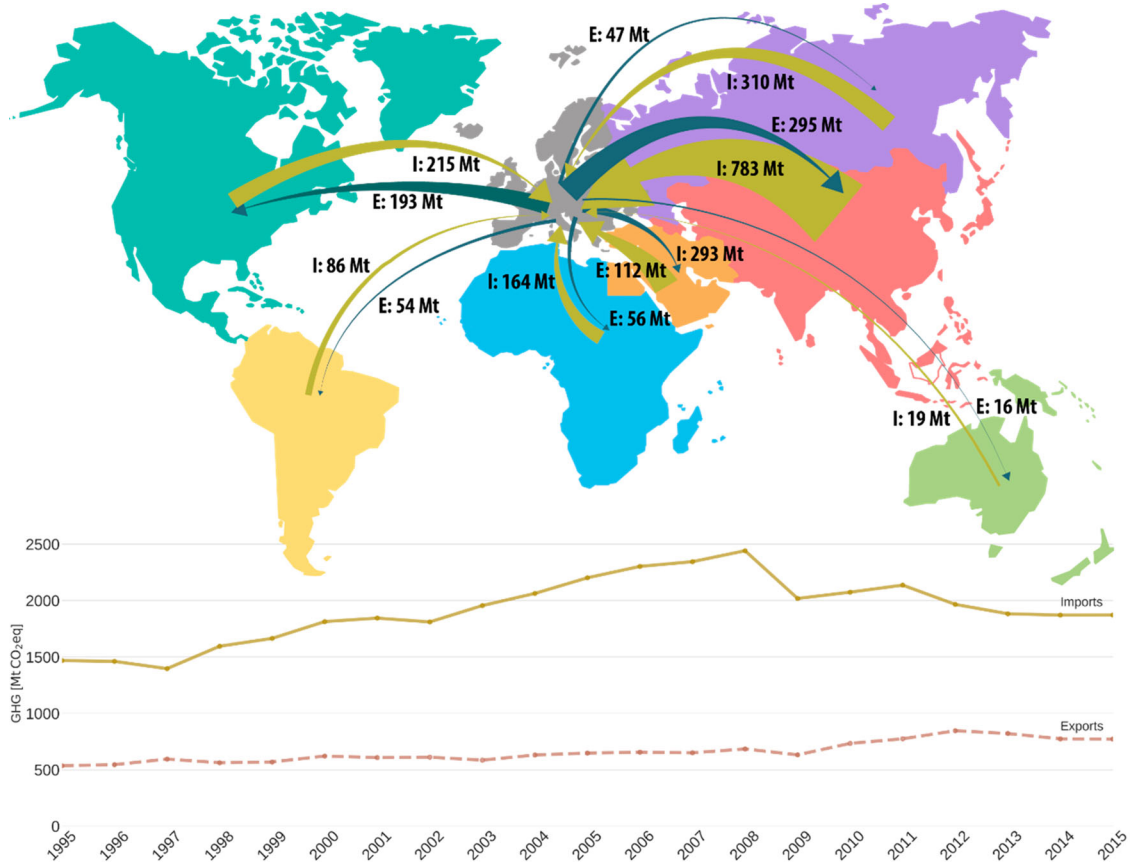 E: 47 Mt
I: 310 Mt
E: 295 Mt
I: 215 Mt
I: 783 Mt
E: 193 Mt
I: 293 Mt
I: 86 Mt
E: 112 Mt
I: 164 Mt
E: 54 Mt
E: 56 Mt
E: 16 Mt
I: 19 Mt
GHG [Mt CO₂eq]
2500
2000
1500
1000
500
0
Imports
Exports
1995 1996 1997 1998 1999 2000 2001 2002 2003 2004 2005 2006 2007 2008 2009 2010 2011 2012 2013 2014 2015